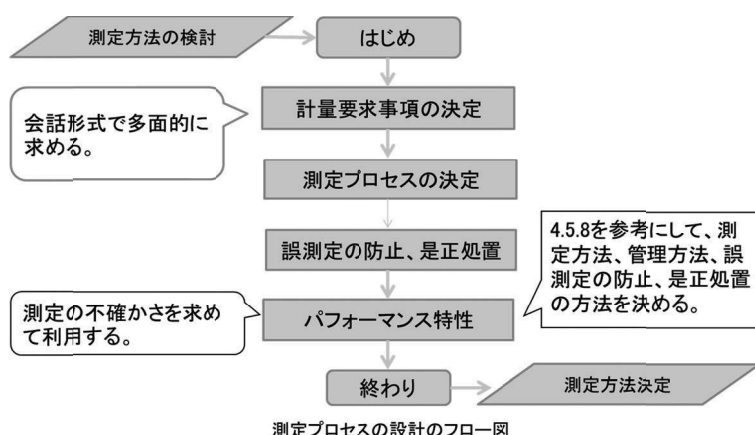 測定方法の検討
はじめ
計量要求事項の決定
会話形式で多面的に
求める。
測定プロセスの決定
誤測定の防止、是正処置
4.5.8を参考にして、測
定方法、管理方法、誤
測定の防止、是正処置
の方法を決める。
測定の不確かさを求め
て利用する。
パフォーマンス特性
終わり
測定方法決定
測定プロセスの設計のフロー図